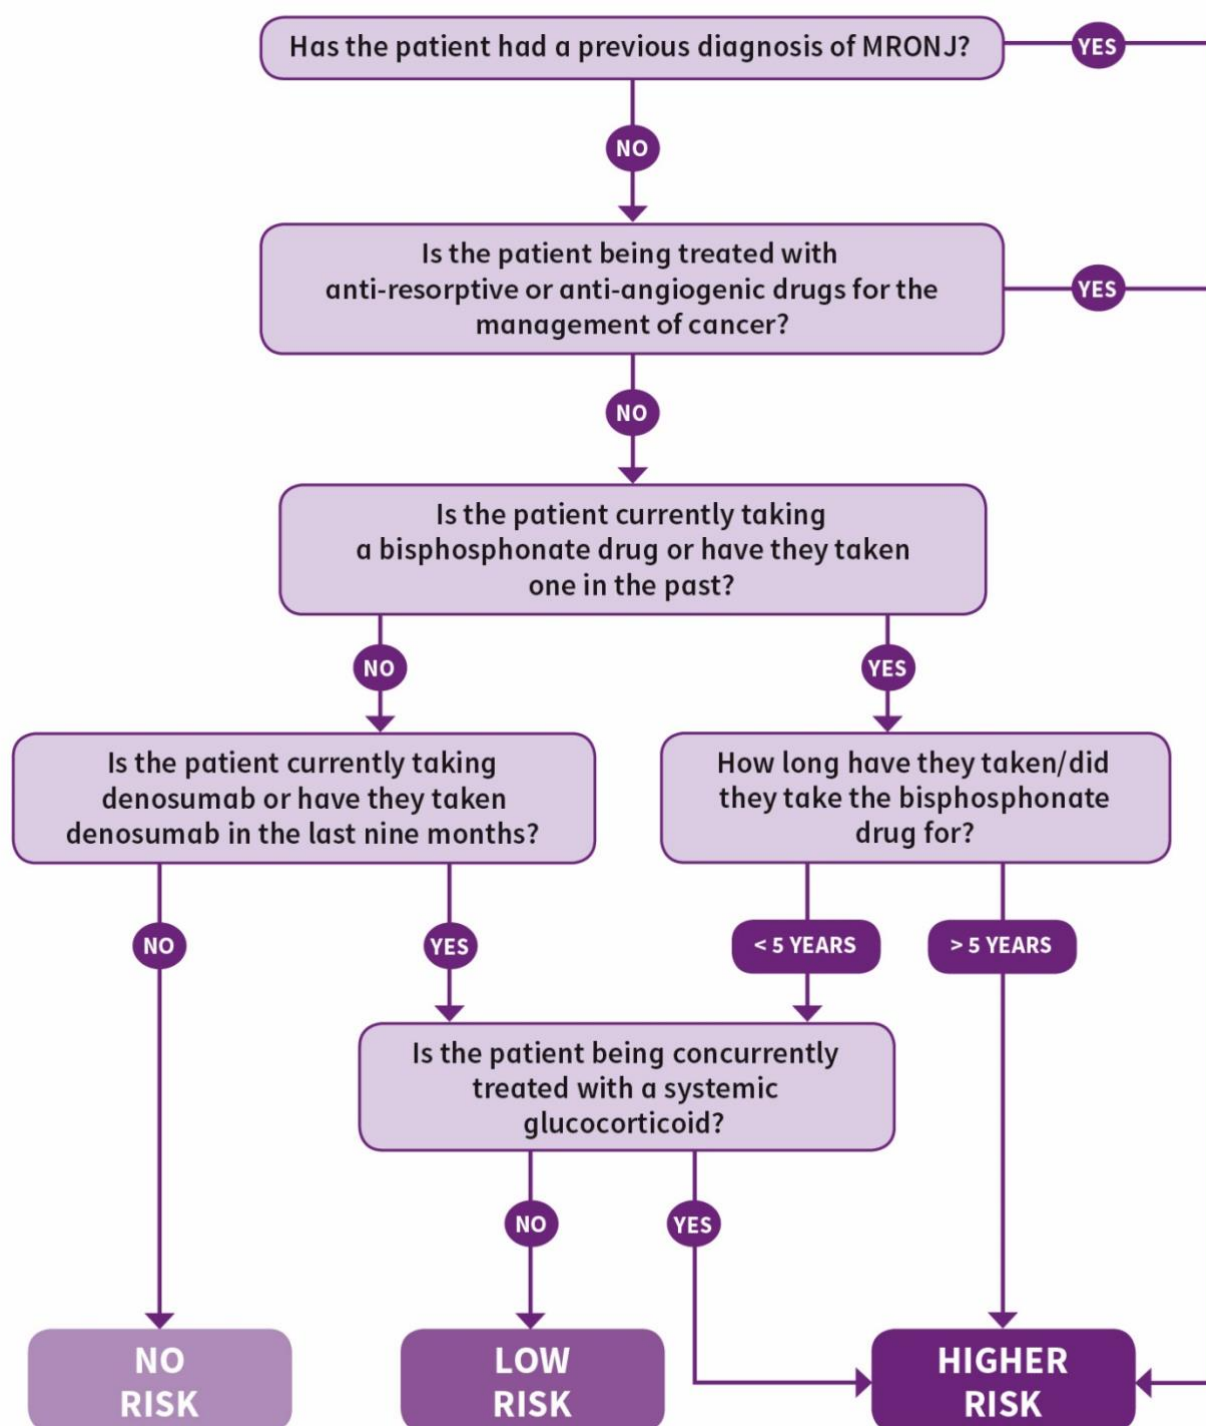 Has the patient had a previous diagnosis of MRONJ?
YES
NO
Is the patient being treated with
anti-resorptive or anti-angiogenic drugs for the
management of cancer?
YES
NO
Is the patient currently taking
a bisphosphonate drug or have they taken
one in the past?
NO
YES
Is the patient currently taking
denosumab or have they taken
denosumab in the last nine months?
How long have they taken/did
they take the bisphosphonate
drug for?
NO
YES
< 5 YEARS
> 5 YEARS
Is the patient being concurrently
treated with a systemic
glucocorticoid?
NO
YES
NO
RISK
LOW
RISK
HIGHER
RISK